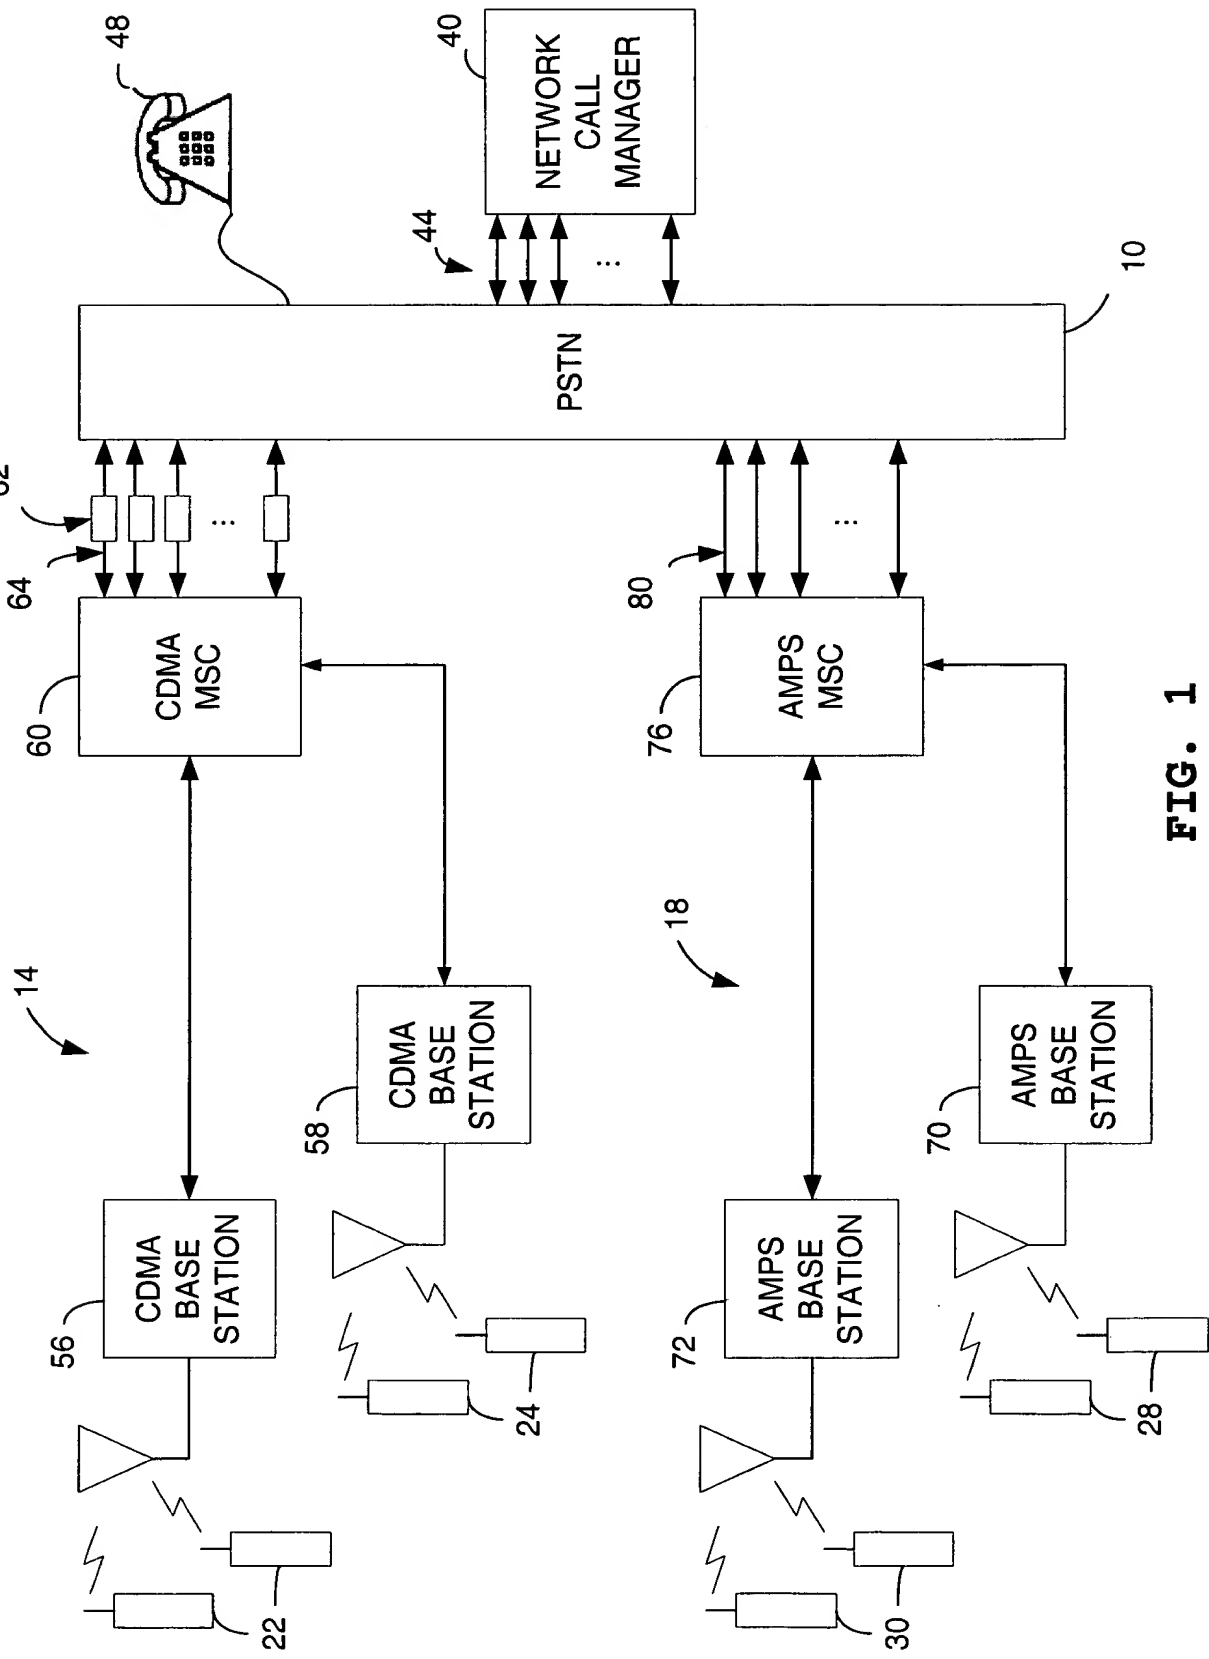 14
64
60
CDMA
MSC
56
CDMA
BASE
STATION
48
22
58
CDMA
BASE
STATION
24
40
NETWORK
CALL
MANAGER
44
PSTN
10
18
80
76
AMPS
MSC
72
AMPS
BASE
STATION
30
70
AMPS
BASE
STATION
28
FIG. 1